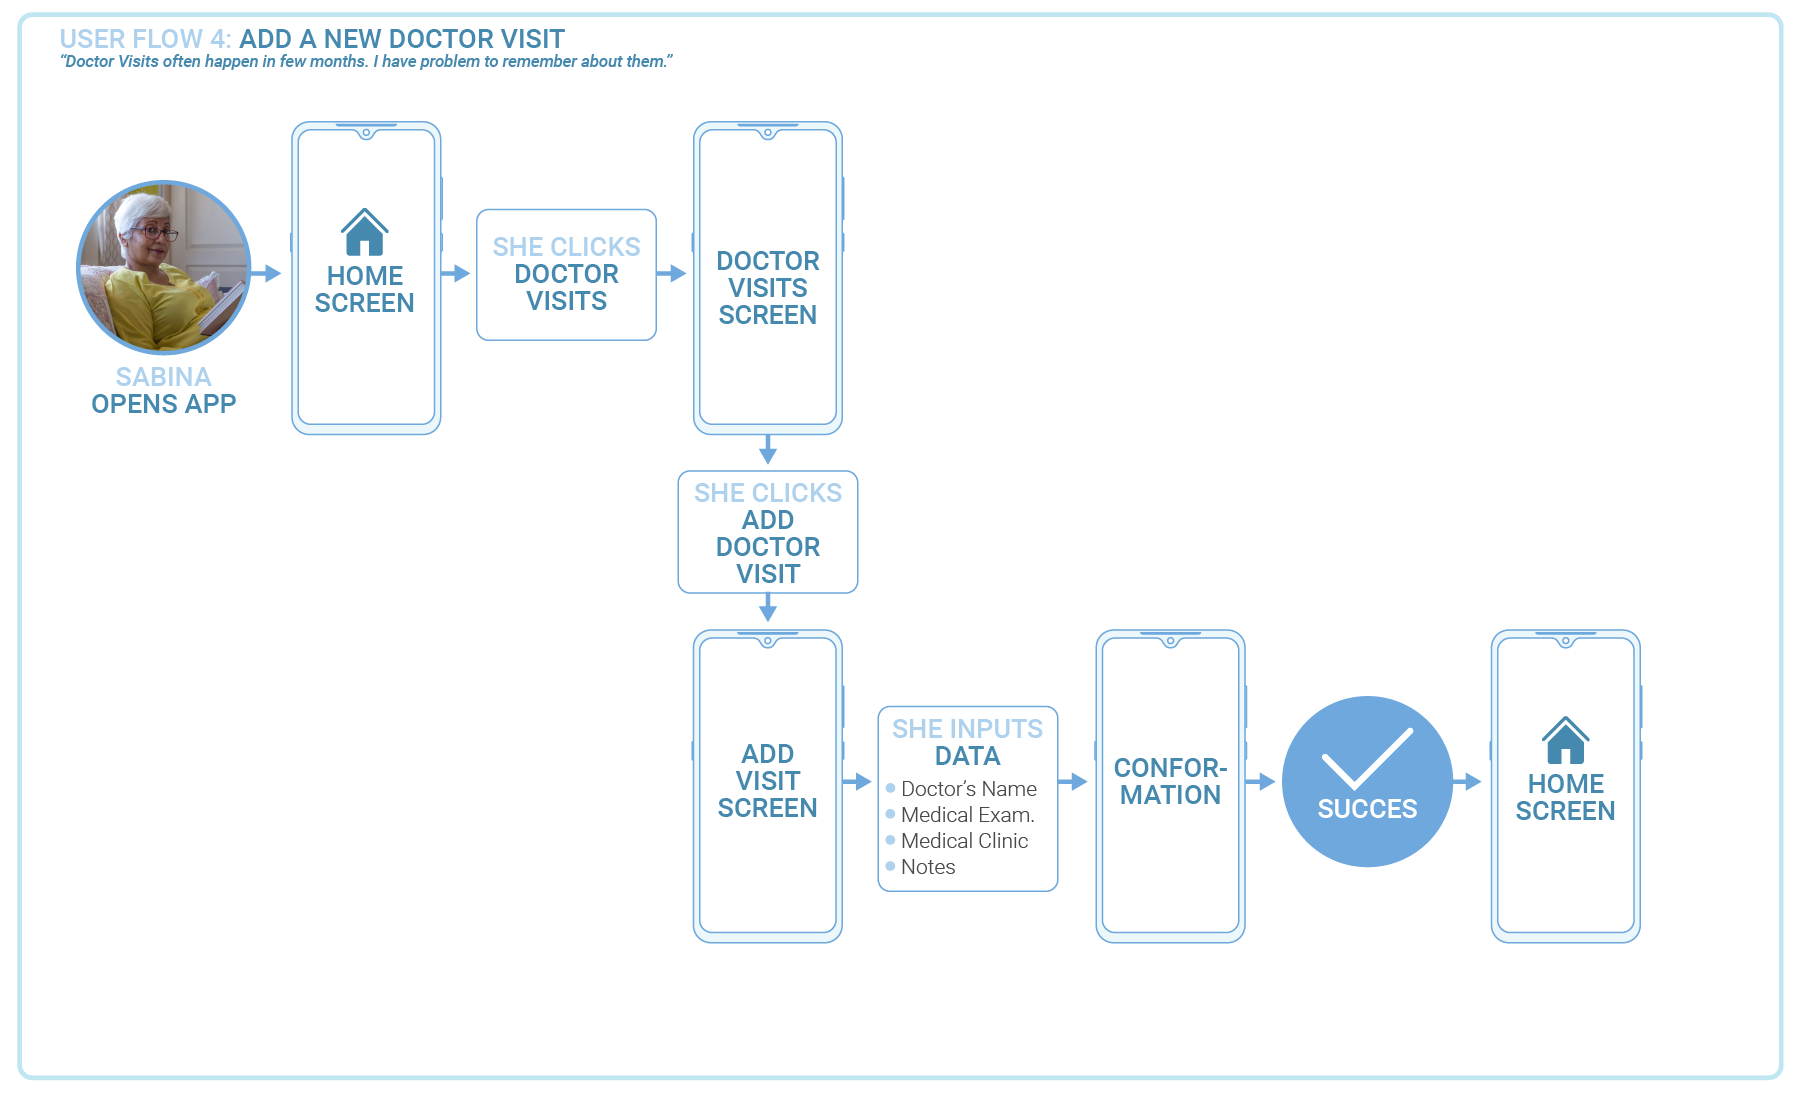 USER FLOW 4: ADD A NEW DOCTOR VISIT
“Doctor Visits often happen in few months. I have problem to remember about them.”
SABINA
OPENS APP
HOME
SCREEN
SHE CLICKS
DOCTOR
VISITS
DOCTOR
VISITS
SCREEN
SHE CLICKS
ADD
DOCTOR
VISIT
ADD
VISIT
SCREEN
SHE INPUTS
DATA
Doctor’s Name
Medical Exam.
Medical Clinic
Notes
CONFOR-
MATION
SUCCES
HOME
SCREEN